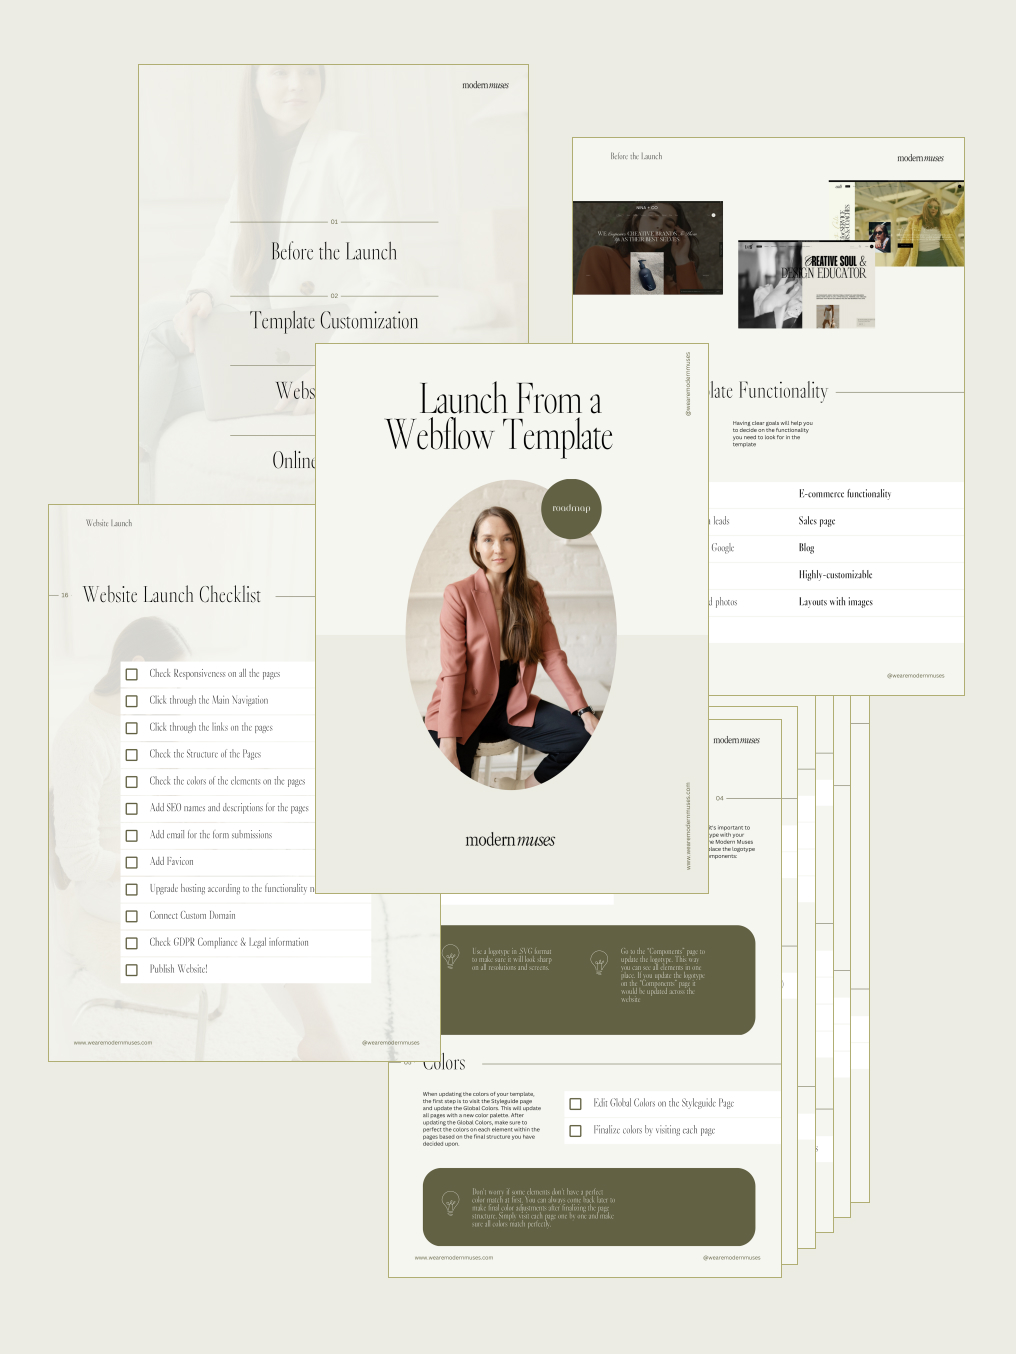 modern muses
01
Before the Launch
02
Template Customization
Webs
Online
Before the Launch
modern muses
NINA + CO
CREATIVE BRANDS,
AS THEIR BEST SELVES
CREATIVE SOUL &
DESIGN EDUCATOR
late Functionality
Having clear goals will help you
to decide on the functionality
you need to look for in the
template
E-commerce functionality
leads
Sales page
Google
Blog
Highly-customizable
photos
Layouts with images
@wearemodernmuses
@wearemodernmuses
Launch From a
Webflow Template
roadmap
modern muses
www.wearemodernmuses.com
Website Launch
16
Website Launch Checklist
Check Responsiveness on all the pages
Click through the Main Navigation
Click through the links on the pages
Check the Structure of the Pages
Check the colors of the elements on the pages
Add SEO names and descriptions for the pages
Add email for the form submissions
Add Favicon
Upgrade hosting according to the functionality n
Connect Custom Domain
Check GDPR Compliance & Legal information
Publish Website!
www.wearemodernmuses.com
@wearemodernmuses
modern muses
04
it's important to
type with your
the Modern Muses
place the logotype
omponents:
Use a logotype in .SVG format
to make sure it will look sharp
on all resolutions and screens.
Go to the "Components" page to
update the logotype. This way
you can see all elements in one
place. If you update the logotype
on the "Components" page it
would be updated across the
website
Colors
When updating the colors of your template,
the first step is to visit the Styleguide page
and update the Global Colors. This will update
all pages with a new color palette. After
updating the Global Colors, make sure to
perfect the colors on each element within the
pages based on the final structure you have
decided upon.
Edit Global Colors on the Styleguide Page
Finalize colors by visiting each page
Don't worry if some elements don't have a perfect
color match at first. You can always come back later to
make final color adjustments after finalizing the page
structure. Simply visit each page one by one and make
sure all colors match perfectly.
www.wearemodernmuses.com
@wearemodernmuses